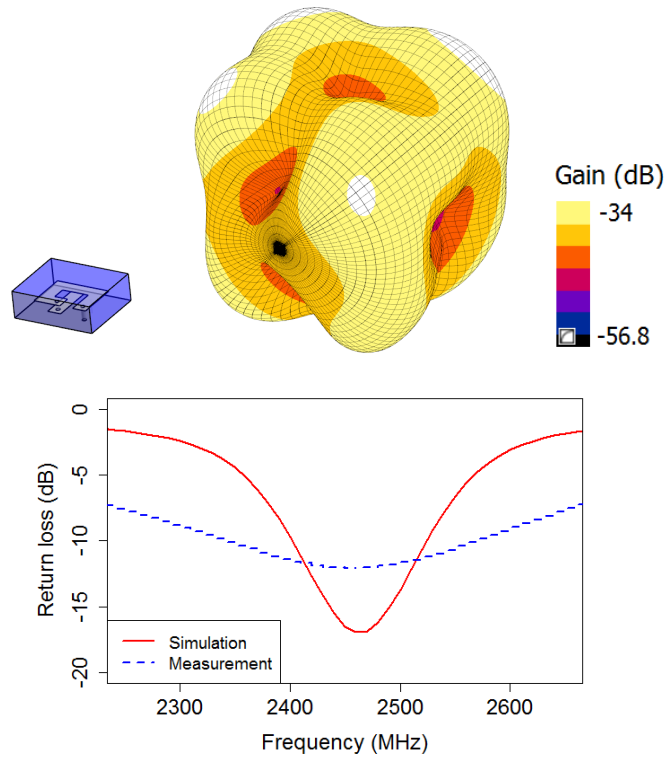 Gain (dB)
-34
-56.8
0
-5
-10
-15
-20
Return loss (dB)
Simulation
Measurement
2300
2400
2500
2600
Frequency (MHz)